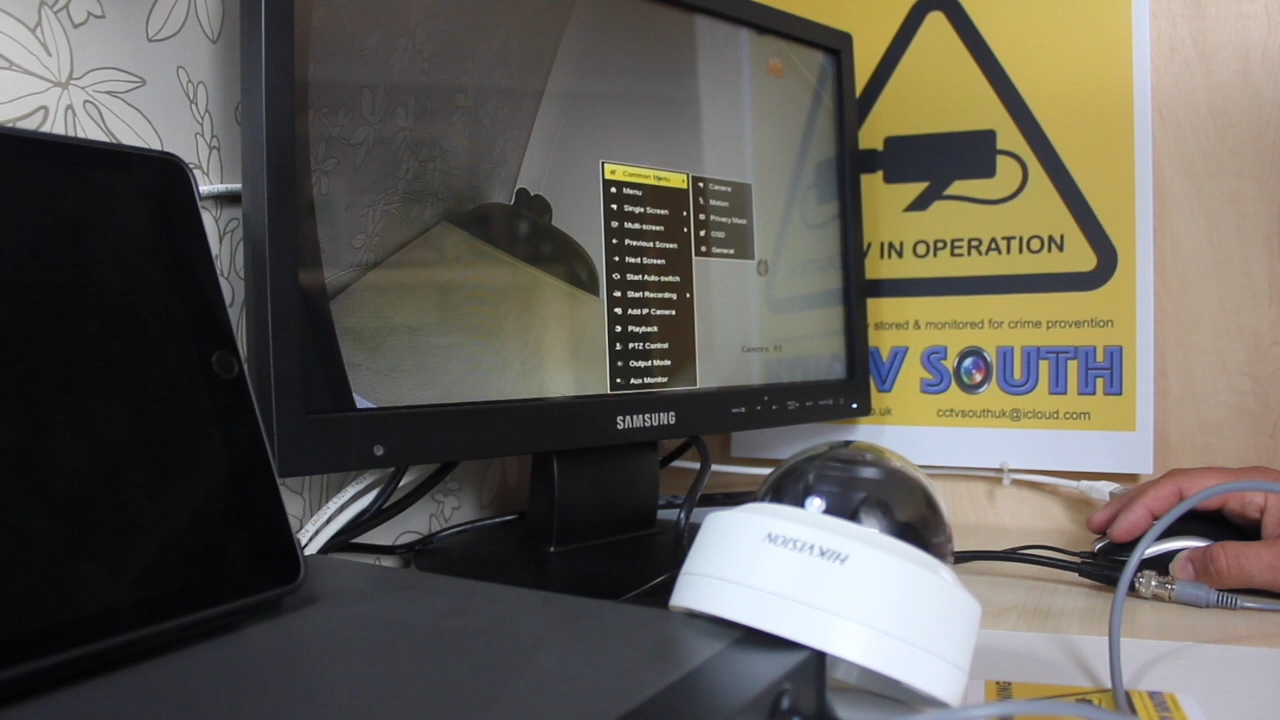 Common Menu
Menu
Single Screen
Multi-screen
Previous Screen
Next Screen
Start Auto-switch
Start Recording
Add IP Camera
Playback
PTZ Control
Output Mode
Aux Monitor
Camera
Motion
Privacy Mask
OSD
General
SAMSUNG
IN OPERATION
stored & monitored for crime provention
V SOUTH
.uk cctvsouthuk@icloud.com
HIKVISION